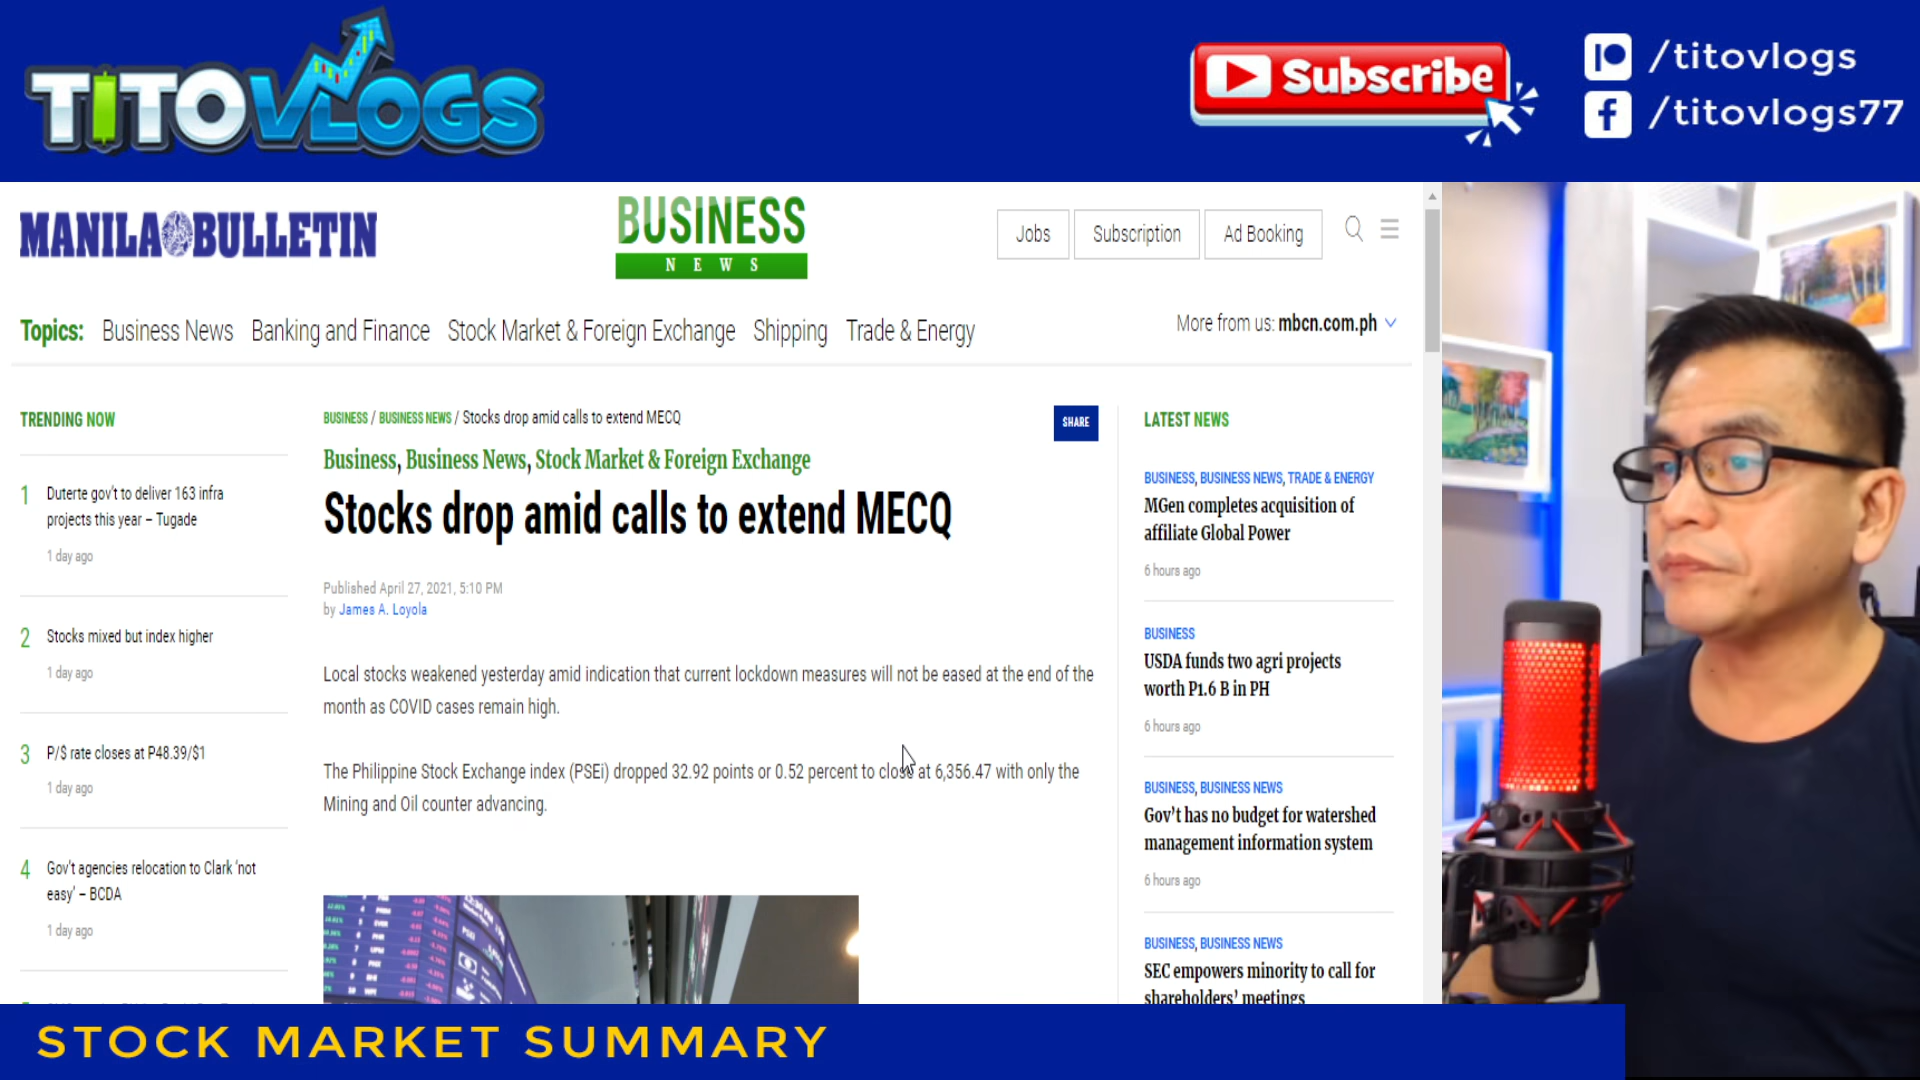 TITOVLOGS
Subscribe
/titovlogs
/titovlogs77
MANILA BULLETIN
BUSINESS
NEWS
Jobs
Subscription
Ad Booking
Topics: Business News Banking and Finance Stock Market & Foreign Exchange Shipping Trade & Energy
More from us: mbcn.com.ph
TRENDING NOW
1 Duterte gov't to deliver 163 infra
projects this year – Tugade
1 day ago
2 Stocks mixed but index higher
1 day ago
3 P/$ rate closes at P48.39/$1
1 day ago
4 Gov't agencies relocation to Clark 'not
easy' – BCDA
1 day ago
BUSINESS / BUSINESS NEWS / Stocks drop amid calls to extend MECQ
SHARE
Business, Business News, Stock Market & Foreign Exchange
Stocks drop amid calls to extend MECQ
Published April 27, 2021, 5:10 PM
by James A. Loyola
Local stocks weakened yesterday amid indication that current lockdown measures will not be eased at the end of the
month as COVID cases remain high.
The Philippine Stock Exchange index (PSEi) dropped 32.92 points or 0.52 percent to close at 6,356.47 with only the
Mining and Oil counter advancing.
LATEST NEWS
BUSINESS, BUSINESS NEWS, TRADE & ENERGY
MGen completes acquisition of
affiliate Global Power
6 hours ago
BUSINESS
USDA funds two agri projects
worth P1.6 B in PH
6 hours ago
BUSINESS, BUSINESS NEWS
Gov't has no budget for watershed
management information system
6 hours ago
BUSINESS, BUSINESS NEWS
SEC empowers minority to call for
shareholders' meetings
STOCK MARKET SUMMARY